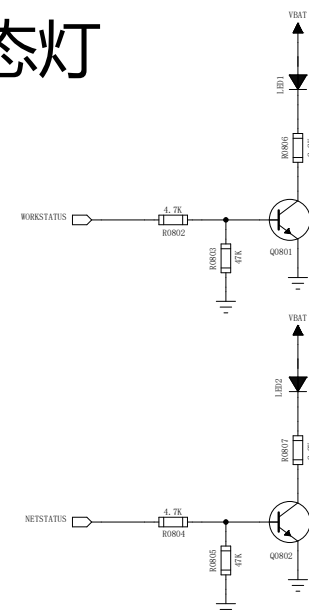 态灯
VBAT
LED1
R0806
WORKSTATUS
4.7K
R0802
R0803
47K
Q0801
VBAT
LED2
R0807
NETSTATUS
4.7K
R0804
R0805
47K
Q0802